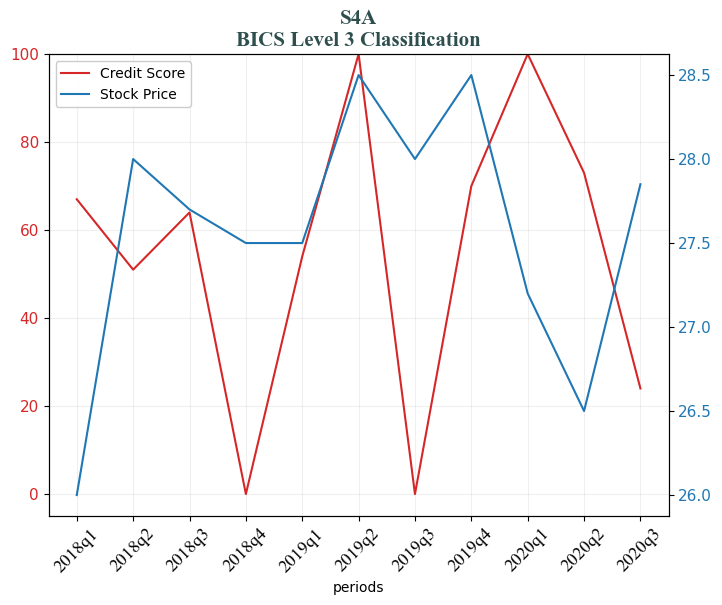 S4A
BICS Level 3 Classification
Credit Score
Stock Price
100
80
60
40
20
0
28.5
28.0
27.5
27.0
26.5
26.0
2018q1
2018q2
2018q3
2018q4
2019q1
2019q2
2019q3
2019q4
2020q1
2020q2
2020q3
periods